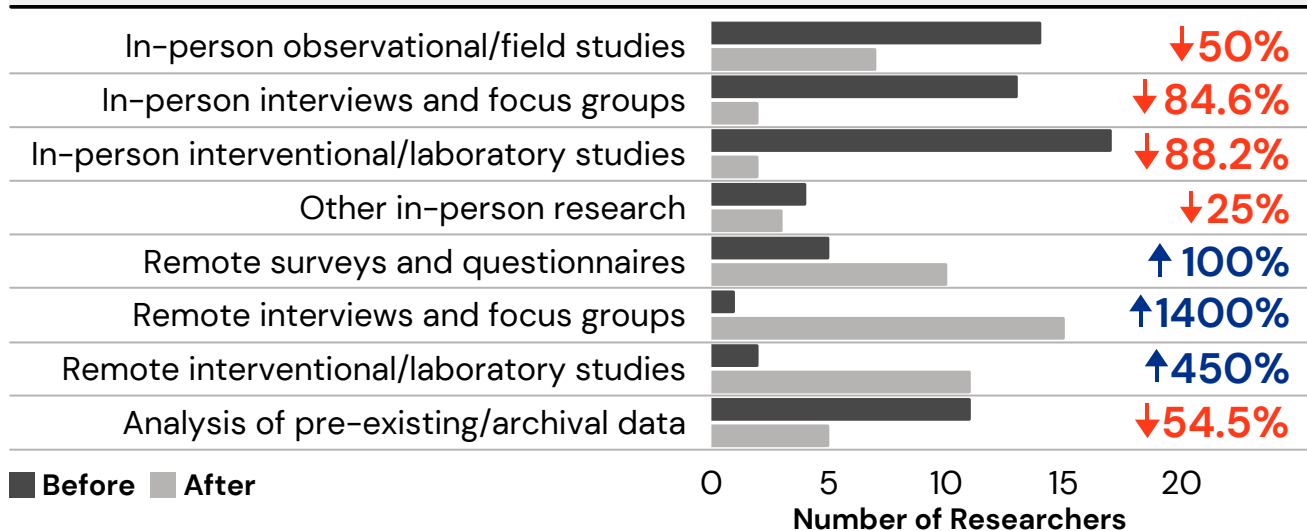 In-person observational/field studies ↓50%
In-person interviews and focus groups ↓84.6%
In-person interventional/laboratory studies ↓88.2%
Other in-person research ↓25%
Remote surveys and questionnaires ↑100%
Remote interviews and focus groups ↑1400%
Remote interventional/laboratory studies ↑450%
Analysis of pre-existing/archival data ↓54.5%
Before After 0 5 10 15 20
Number of Researchers